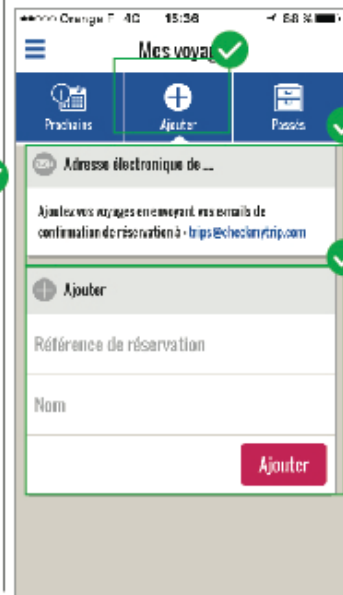 Orange F 4G 15:36 88 %
Mes voyag
Prochains Ajouter Passés
Adresse électronique de ...
Ajoutez vos voyages en envoyant vos emails de
confirmation de réservation à - trips@checkmytrip.com
Ajouter
Référence de réservation
Nom
Ajouter